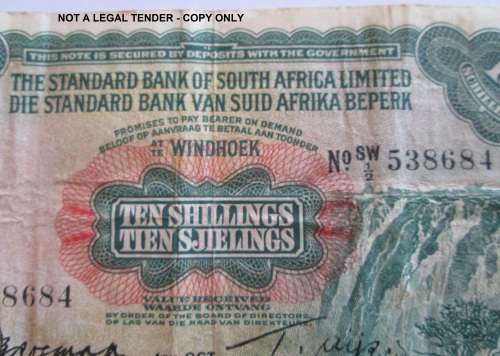 NOT A LEGAL TENDER - COPY ONLY
THIS NOTE IS SECURED BY DEPOSITS WITH THE GOVERNMENT
THE STANDARD BANK OF SOUTH AFRICA LIMITED
DIE STANDARD BANK VAN SUID AFRIKA BEPERK
PROMISES TO PAY BEARER ON DEMAND
BELOOF OP AANVRAAG TE BETAAL AAN TOONDER
AT
TE WINDHOEK
No SW 1/2 538684
TEN SHILLINGS
TIEN SJIELINGS
8684
VALUE RECEIVED
WAARDE ONTVANG
BY ORDER OF THE BOARD OF DIRECTORS
OP LAS VAN DIE RAAD VAN DIREKTEURE.